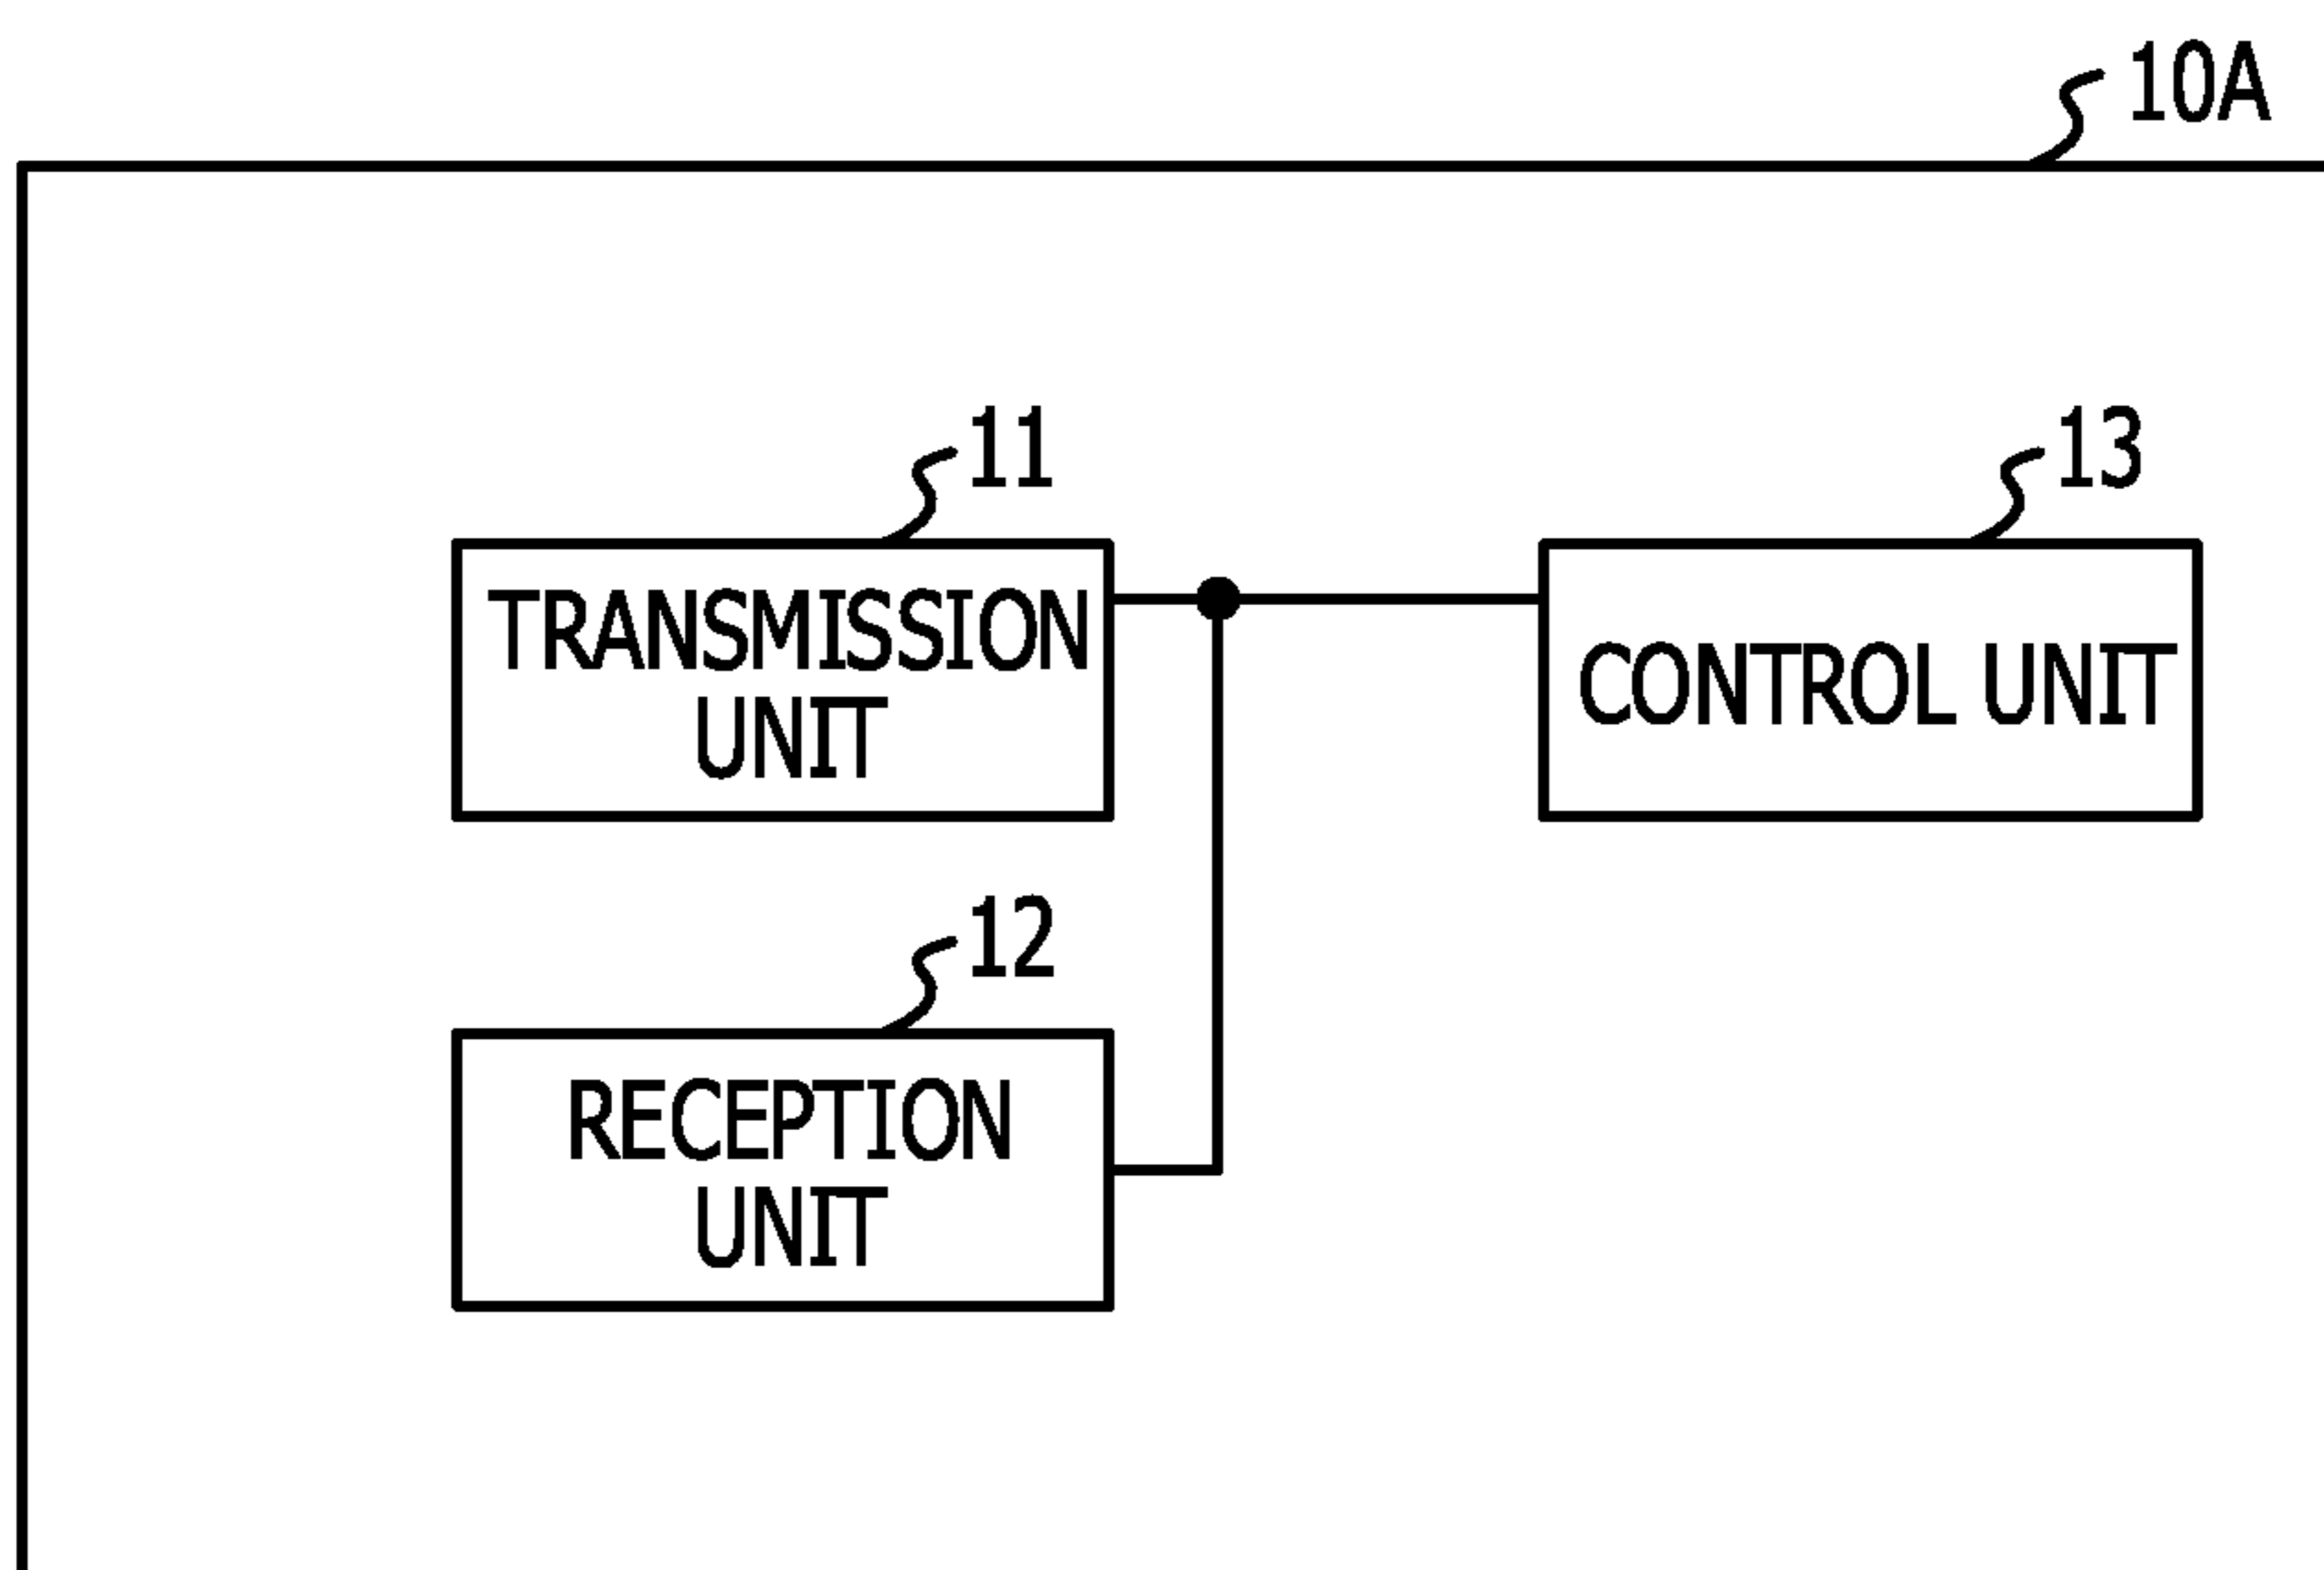 10A
11
TRANSMISSION
UNIT
13
CONTROL UNIT
12
RECEPTION
UNIT